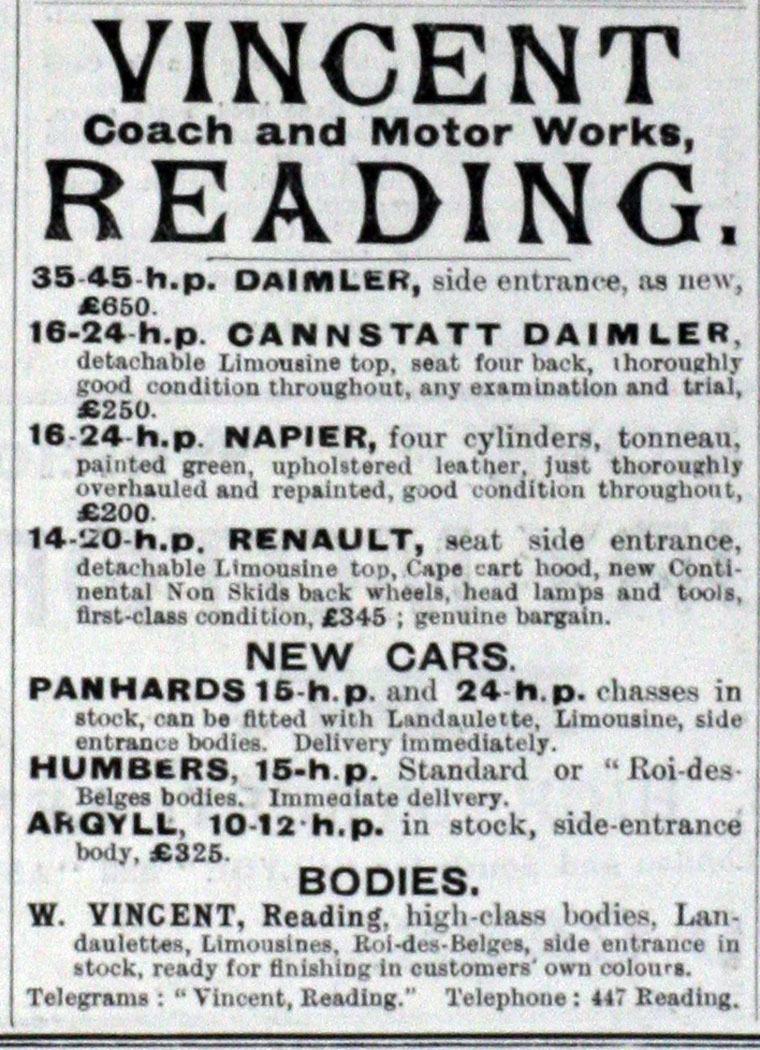 VINCENT
Coach and Motor Works,
READING.
35-45-h.p. DAIMLER, side entrance, as new,
£650.
16-24-h.p. CANNSTATT DAIMLER,
detachable Limousine top, seat four back, thoroughly
good condition throughout, any examination and trial,
£250.
16-24-h.p. NAPIER, four cylinders, tonneau,
painted green, upholstered leather, just thoroughly
overhauled and repainted, good condition throughout,
£200.
14-20-h.p. RENAULT, seat side entrance,
detachable Limousine top, Cape cart hood, new Conti-
nental Non Skids back wheels, head lamps and tools,
first-class condition, £345 ; genuine bargain.
NEW CARS.
PANHARDS 15-h.p. and 24-h.p. chasses in
stock, can be fitted with Landaulette, Limousine, side
entrance bodies. Delivery immediately.
HUMBERS, 15-h.p. Standard or " Roi-des-
Belges bodies. Immediate delivery.
ARGYLL, 10-12-h.p. in stock, side-entrance
body, £325.
BODIES.
W. VINCENT, Reading, high-class bodies, Lan-
daulettes, Limousines, Roi-des-Belges, side entrance in
stock, ready for finishing in customers' own colours.
Telegrams : " Vincent, Reading." Telephone : 447 Reading.